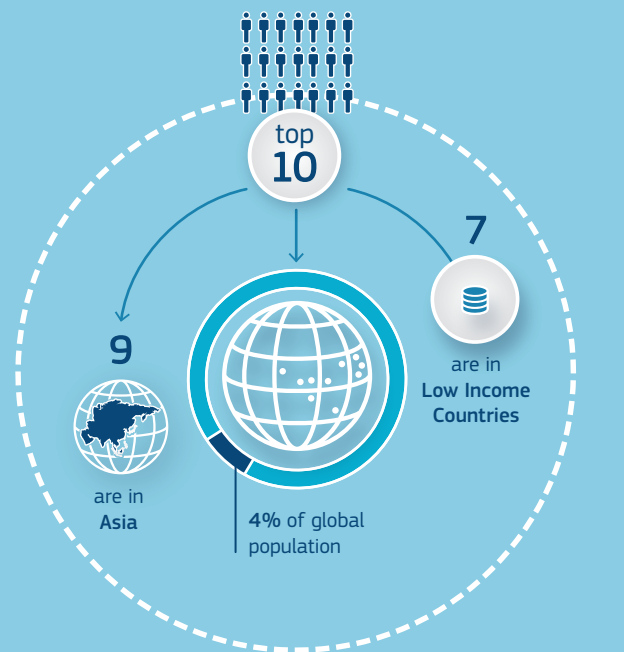 top
10
9
are in
Asia
4% of global
population
7
are in
Low Income
Countries